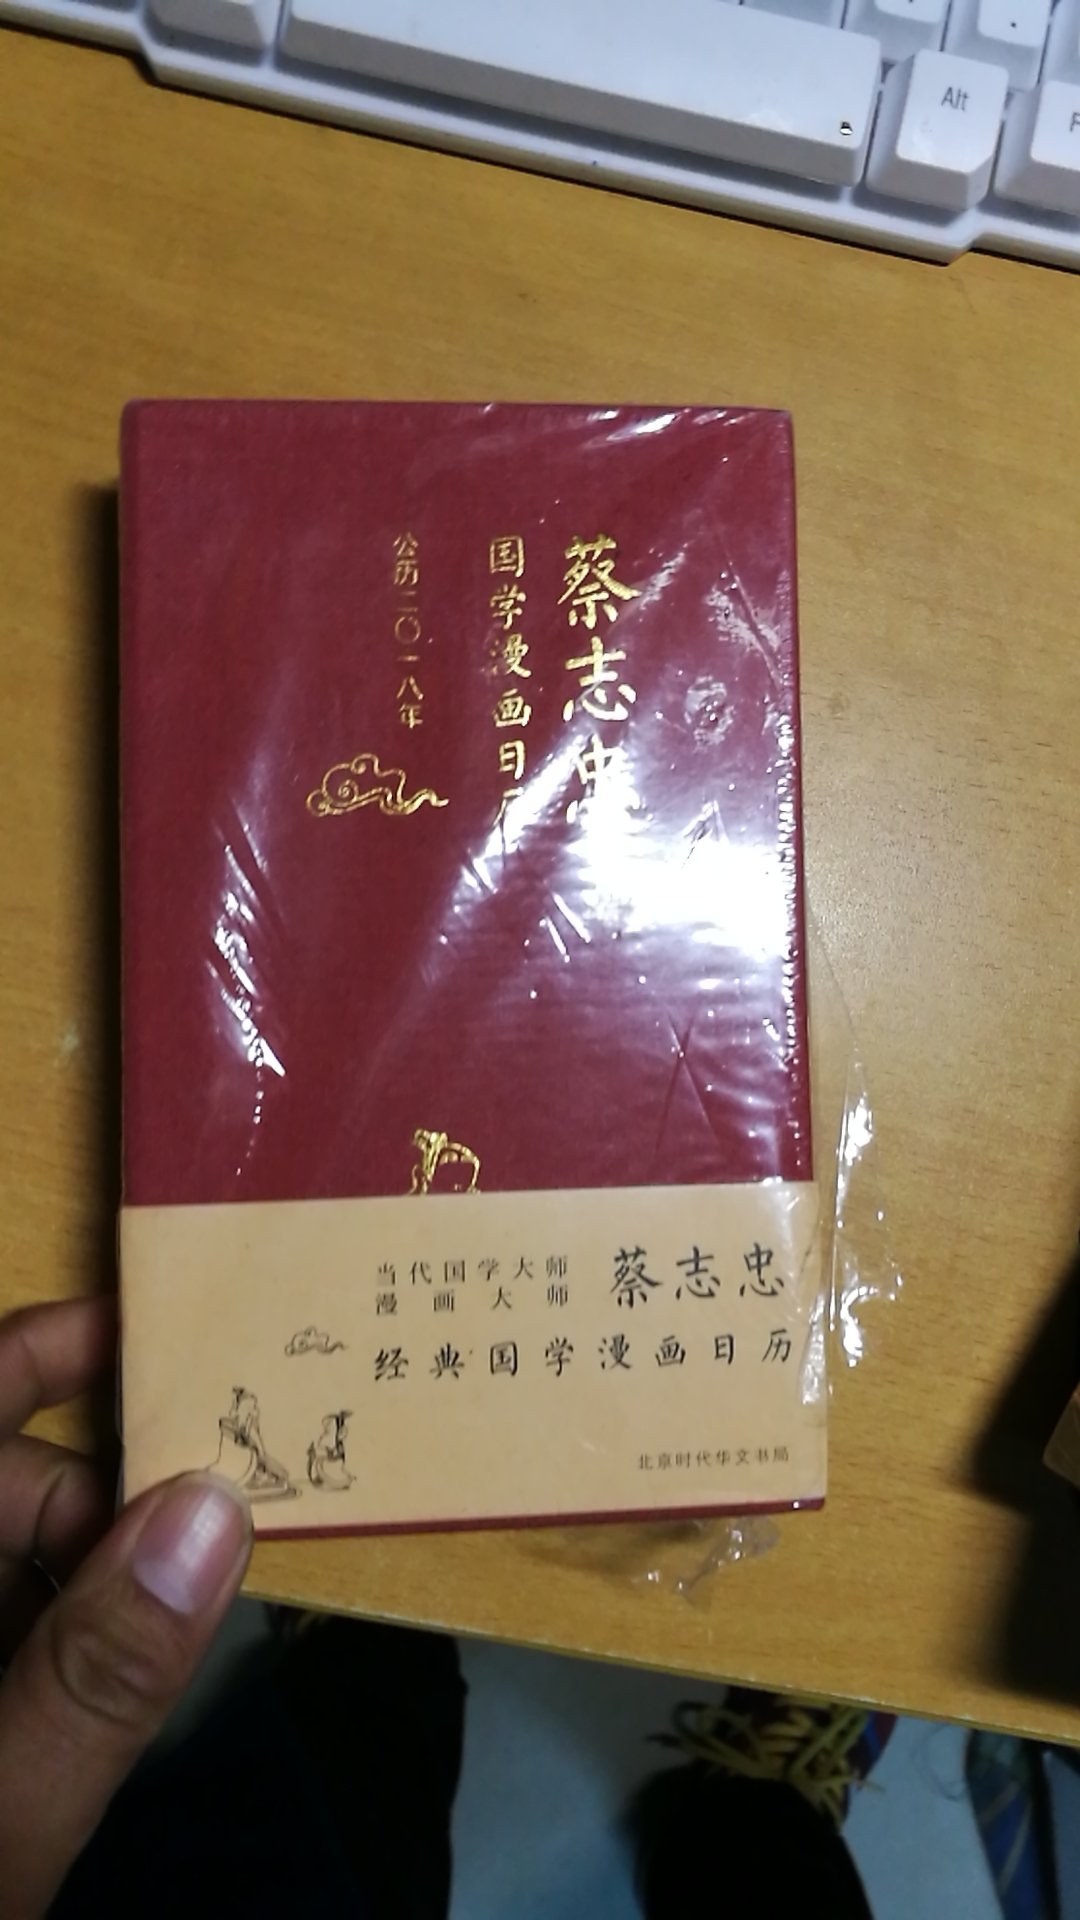 Alt
蔡志忠
国学漫画日历
公历二〇一八年
当代国学大师
漫画大师
蔡志忠
经典国学漫画日历
北京时代华文书局